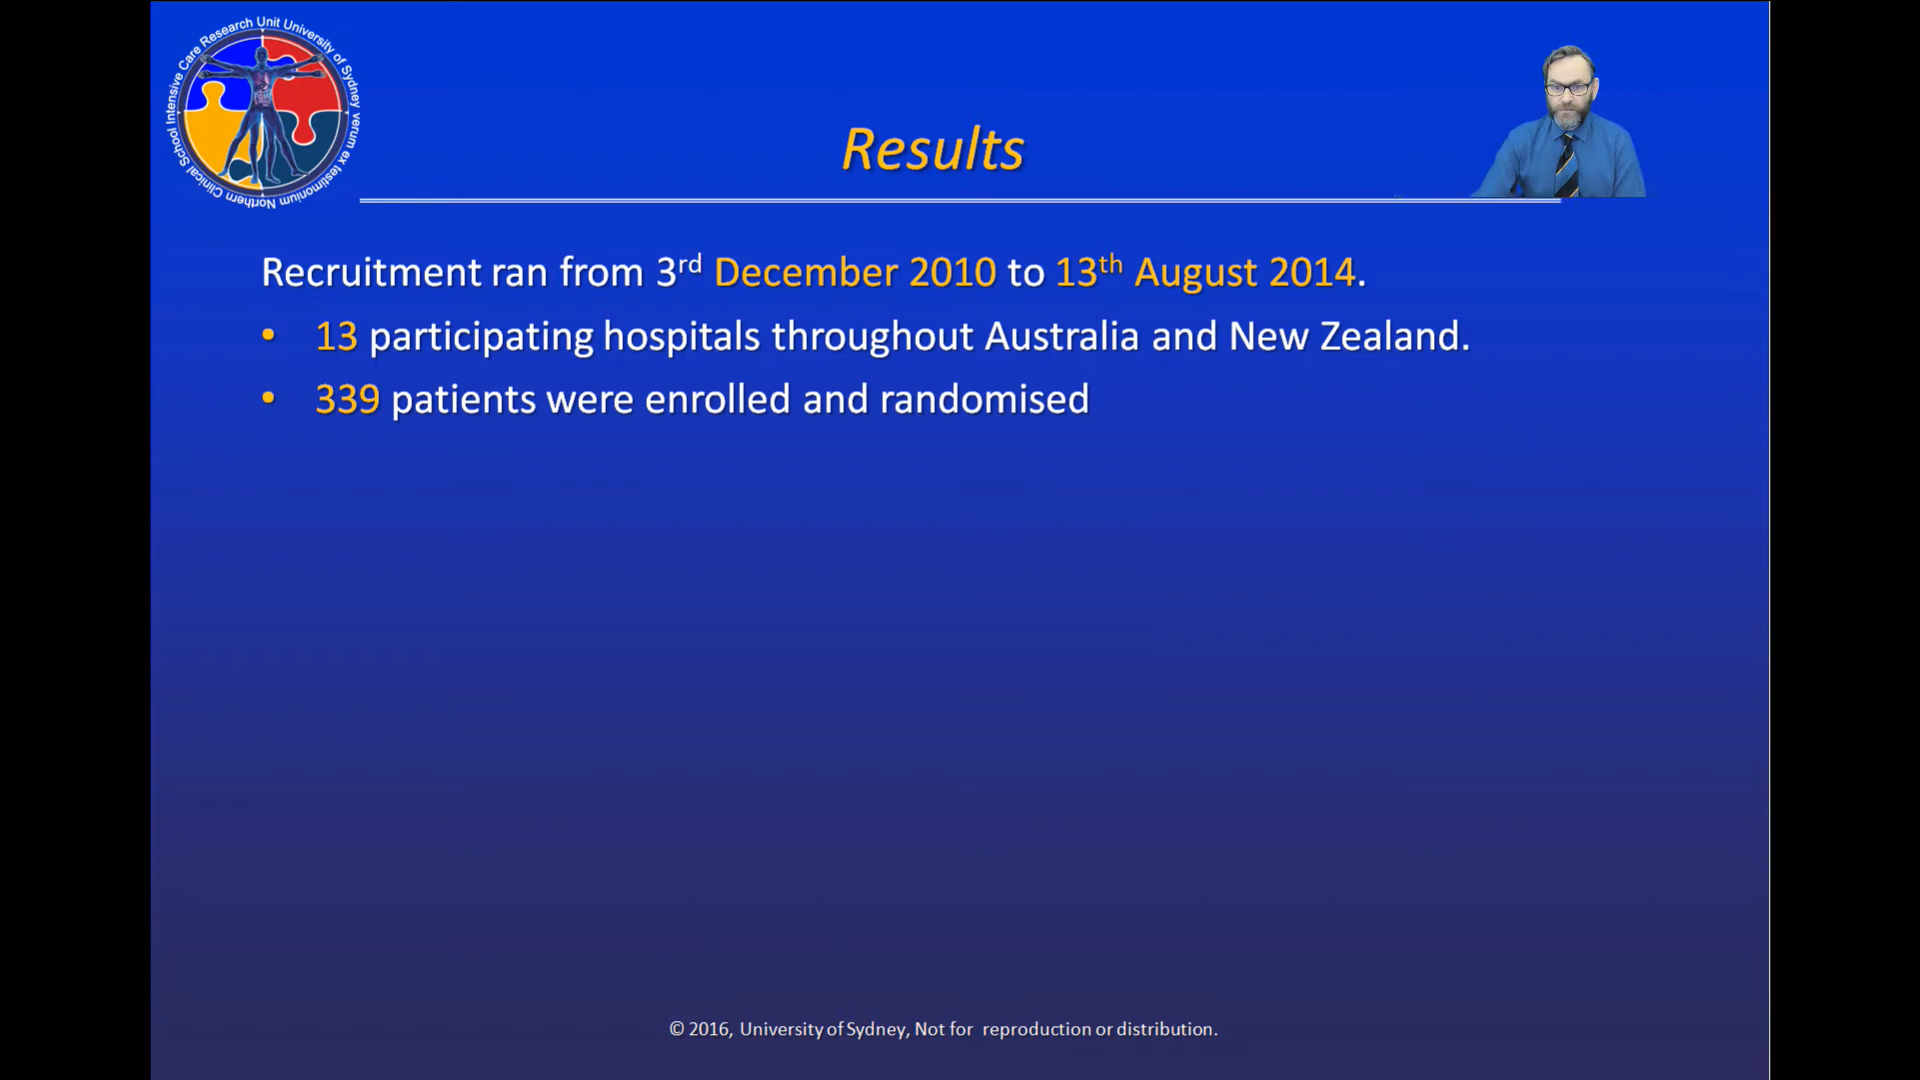 Northern Clinical School Intensive Care Research Unit University of Sydney verum ex testimonium
Results
Recruitment ran from 3rd December 2010 to 13th August 2014.
• 13 participating hospitals throughout Australia and New Zealand.
• 339 patients were enrolled and randomised
© 2016, University of Sydney, Not for reproduction or distribution.